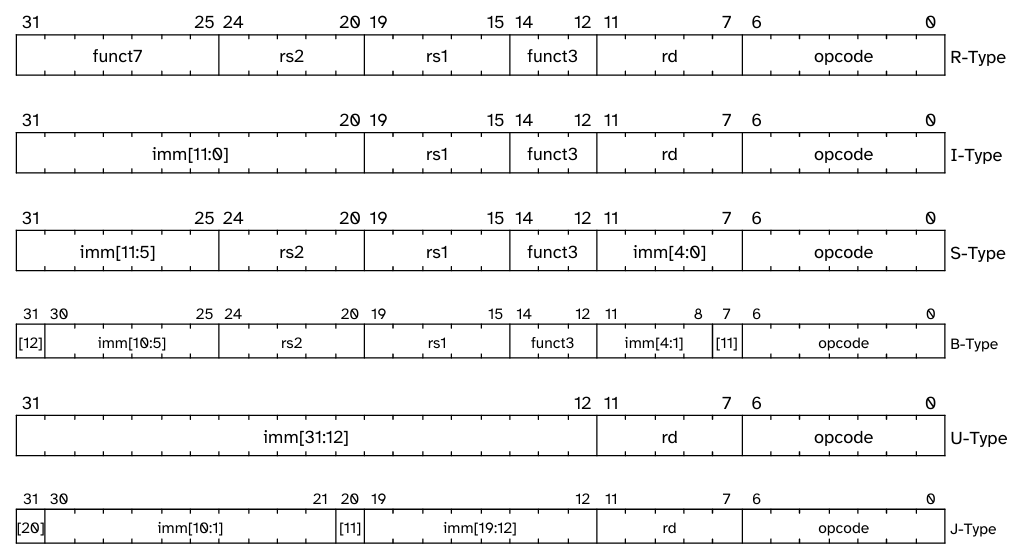 31 25 24 20 19 15 14 12 11 7 6 0
funct7 rs2 rs1 funct3 rd opcode R-Type
31 20 19 15 14 12 11 7 6 0
imm[11:0] rs1 funct3 rd opcode I-Type
31 25 24 20 19 15 14 12 11 7 6 0
imm[11:5] rs2 rs1 funct3 imm[4:0] opcode S-Type
31 30 25 24 20 19 15 14 12 11 8 7 6 0
[12] imm[10:5] rs2 rs1 funct3 imm[4:1] [11] opcode B-Type
31 12 11 7 6 0
imm[31:12] rd opcode U-Type
31 30 21 20 19 12 11 7 6 0
[20] imm[10:1] [11] imm[19:12] rd opcode J-Type